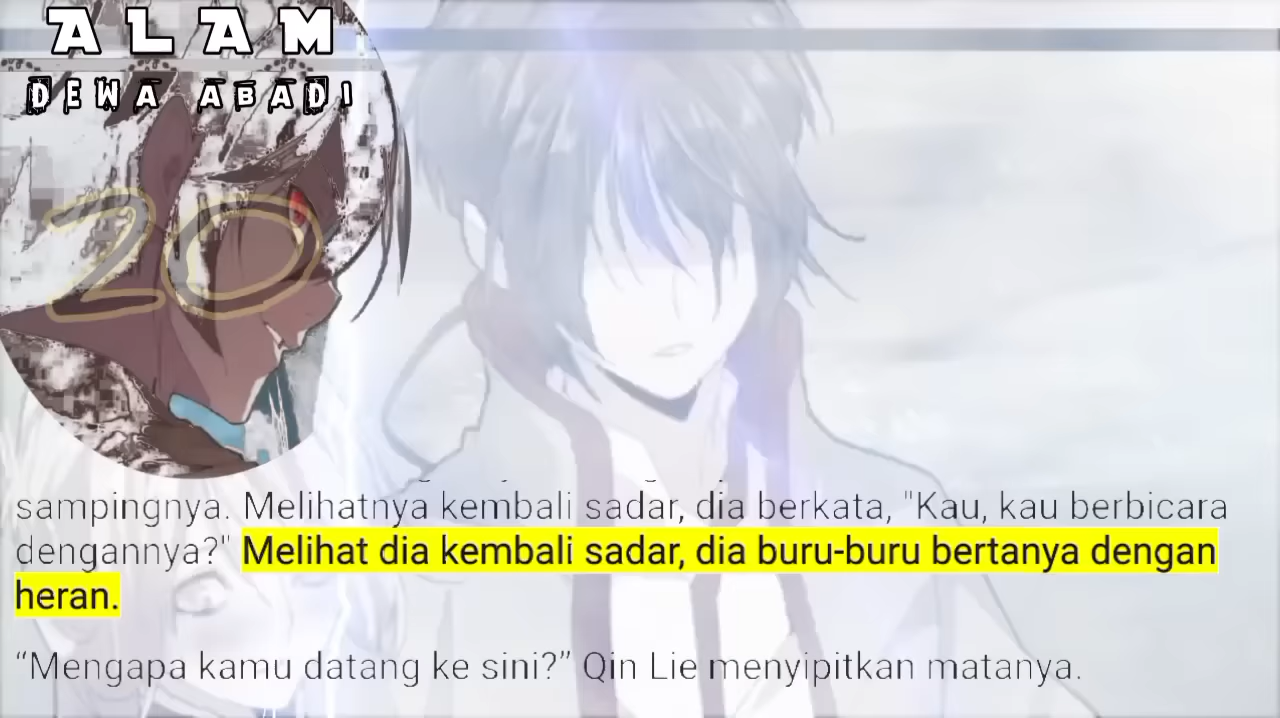 ALAM
DEWA ABADI
20
sampingnya. Melihatnya kembali sadar, dia berkata, "Kau, kau berbicara
dengannya?" Melihat dia kembali sadar, dia buru-buru bertanya dengan
heran.
“Mengapa kamu datang ke sini?” Qin Lie menyipitkan matanya.